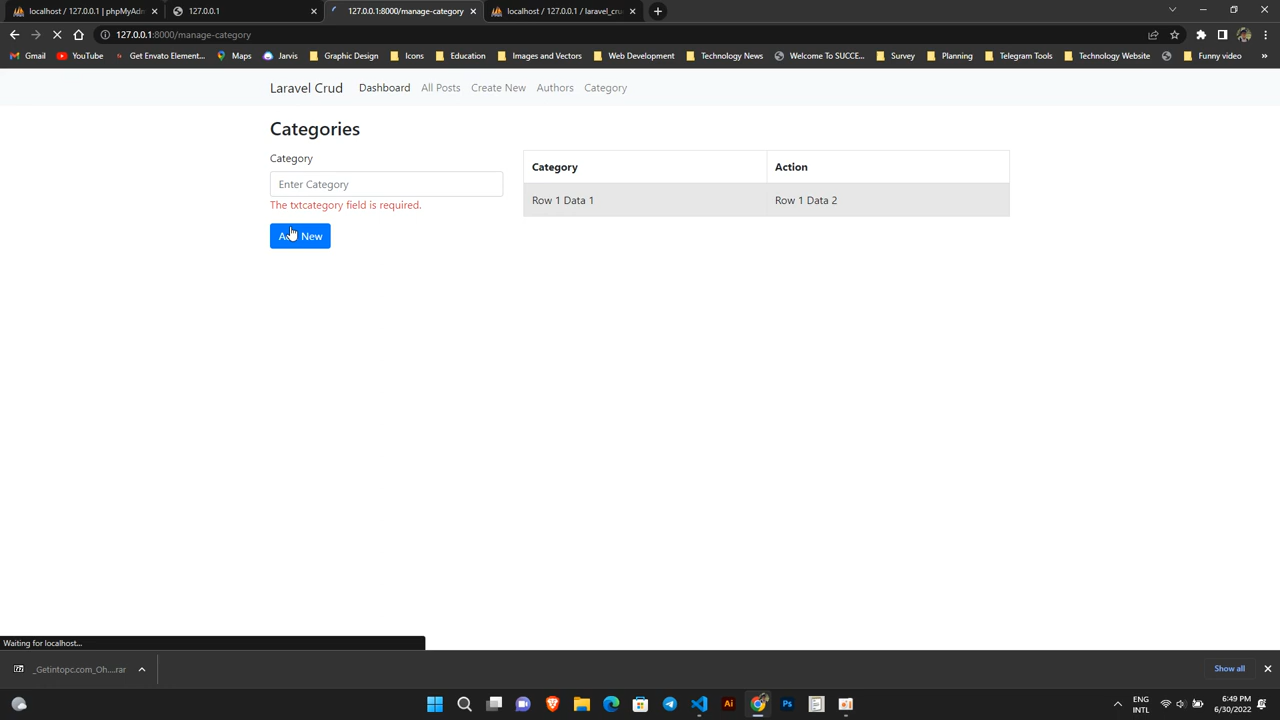 localhost / 127.0.0.1 | phpMyAdm
127.0.0.1
127.0.0.1:8000/manage-category
localhost / 127.0.0.1 / laravel_cru
127.0.0.1:8000/manage-category
Gmail
YouTube
Get Envato Element...
Maps
Jarvis
Graphic Design
Icons
Education
Images and Vectors
Web Development
Technology News
Welcome To SUCCE...
Survey
Planning
Telegram Tools
Technology Website
Funny video
»
Laravel Crud
Dashboard
All Posts
Create New
Authors
Category
Categories
Category
Enter Category
The txtcategory field is required.
Add New
Category Action
Row 1 Data 1 Row 1 Data 2
Waiting for localhost...
_Getintopc.com_Oh....rar
Show all
Ai
Ps
ENG
INTL
6:49 PM
6/30/2022